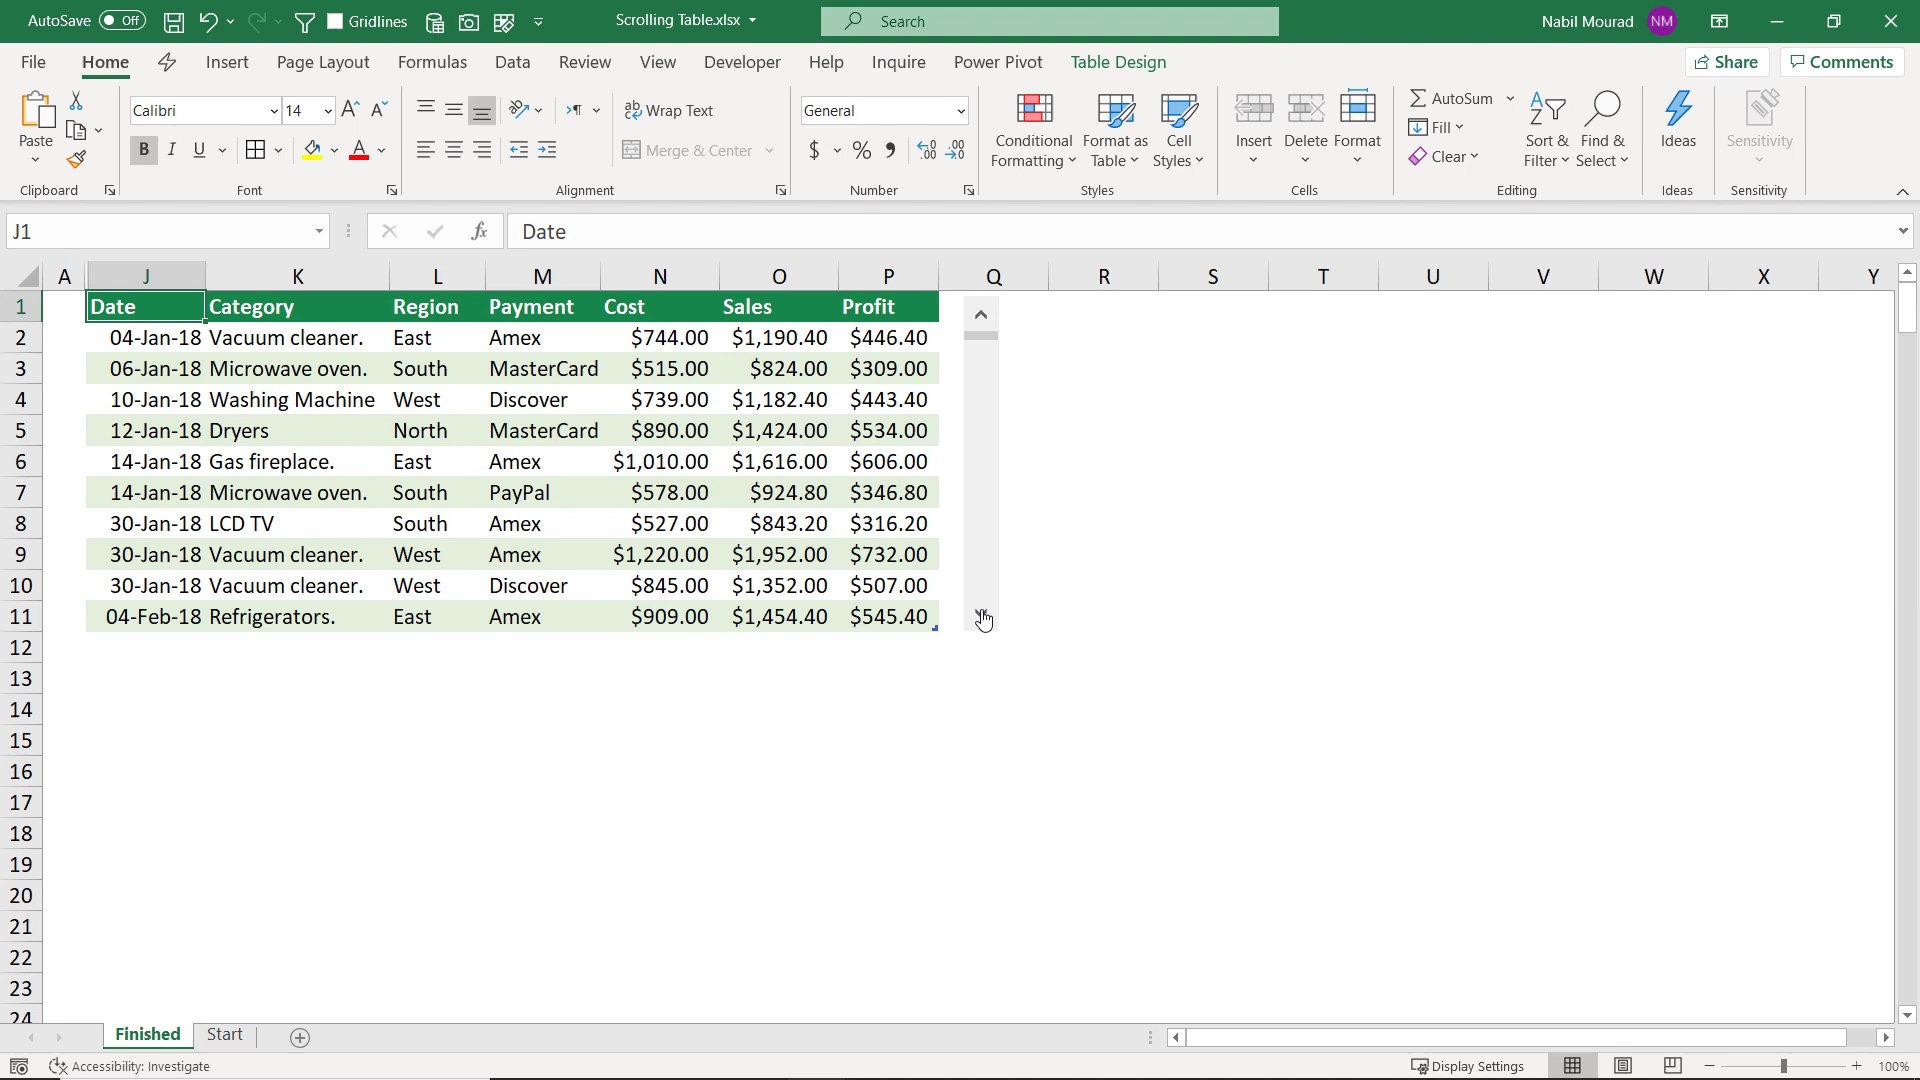 AutoSave Off Gridlines Scrolling Table.xlsx Search Nabil Mourad NM
File Home Insert Page Layout Formulas Data Review View Developer Help Inquire Power Pivot Table Design Share Comments
Paste
Clipboard
Calibri 14
B I U A
Font
ab Wrap Text
Merge & Center
Alignment
General
$ % 9 .00 .00
Number
Conditional Formatting
Format as Table
Cell Styles
Styles
Insert Delete Format
Cells
AutoSum
Fill
Clear
Sort & Filter
Find & Select
Editing
Ideas
Ideas
Sensitivity
Sensitivity
J1 fx Date
A J K L M N O P Q R S T U V W X Y
1 Date Category Region Payment Cost Sales Profit
2 04-Jan-18 Vacuum cleaner. East Amex $744.00 $1,190.40 $446.40
3 06-Jan-18 Microwave oven. South MasterCard $515.00 $824.00 $309.00
4 10-Jan-18 Washing Machine West Discover $739.00 $1,182.40 $443.40
5 12-Jan-18 Dryers North MasterCard $890.00 $1,424.00 $534.00
6 14-Jan-18 Gas fireplace. East Amex $1,010.00 $1,616.00 $606.00
7 14-Jan-18 Microwave oven. South PayPal $578.00 $924.80 $346.80
8 30-Jan-18 LCD TV South Amex $527.00 $843.20 $316.20
9 30-Jan-18 Vacuum cleaner. West Amex $1,220.00 $1,952.00 $732.00
10 30-Jan-18 Vacuum cleaner. West Discover $845.00 $1,352.00 $507.00
11 04-Feb-18 Refrigerators. East Amex $909.00 $1,454.40 $545.40
12
13
14
15
16
17
18
19
20
21
22
23
24
Finished Start
Accessibility: Investigate Display Settings 100%